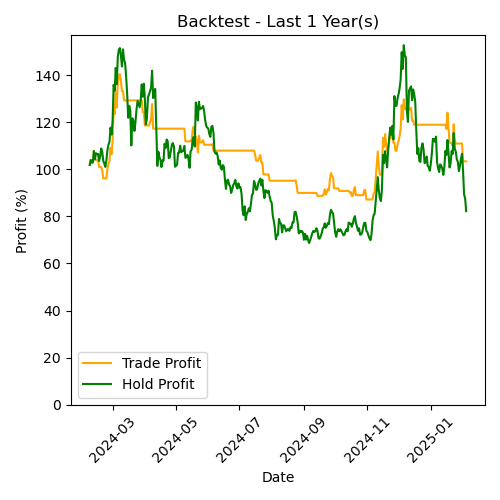 Backtest - Last 1 Year(s)
Profit (%)
140
120
100
80
60
40
20
0
Trade Profit
Hold Profit
2024-03
2024-05
2024-07
2024-09
2024-11
2025-01
Date